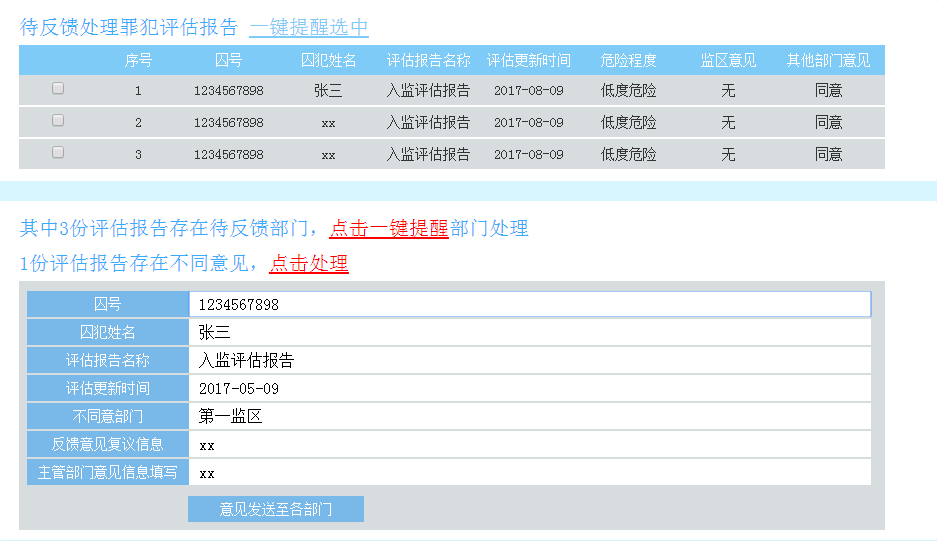 待反馈处理罪犯评估报告 一键提醒选中
序号 囚号 囚犯姓名 评估报告名称 评估更新时间 危险程度 监区意见 其他部门意见
1 1234567898 张三 入监评估报告 2017-08-09 低度危险 无 同意
2 1234567898 xx 入监评估报告 2017-08-09 低度危险 无 同意
3 1234567898 xx 入监评估报告 2017-08-09 低度危险 无 同意
其中3份评估报告存在待反馈部门，点击一键提醒部门处理
1份评估报告存在不同意见，点击处理
囚号 1234567898
囚犯姓名 张三
评估报告名称 入监评估报告
评估更新时间 2017-05-09
不同意部门 第一监区
反馈意见复议信息 xx
主管部门意见信息填写 xx
意见发送至各部门